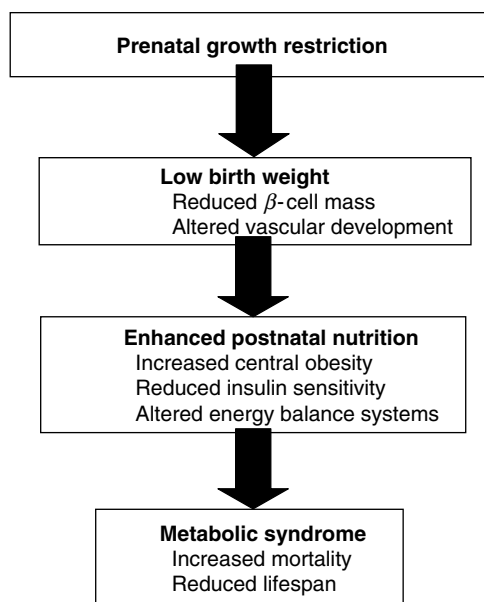 Prenatal growth restriction
Low birth weight
Reduced β-cell mass
Altered vascular development
Enhanced postnatal nutrition
Increased central obesity
Reduced insulin sensitivity
Altered energy balance systems
Metabolic syndrome
Increased mortality
Reduced lifespan